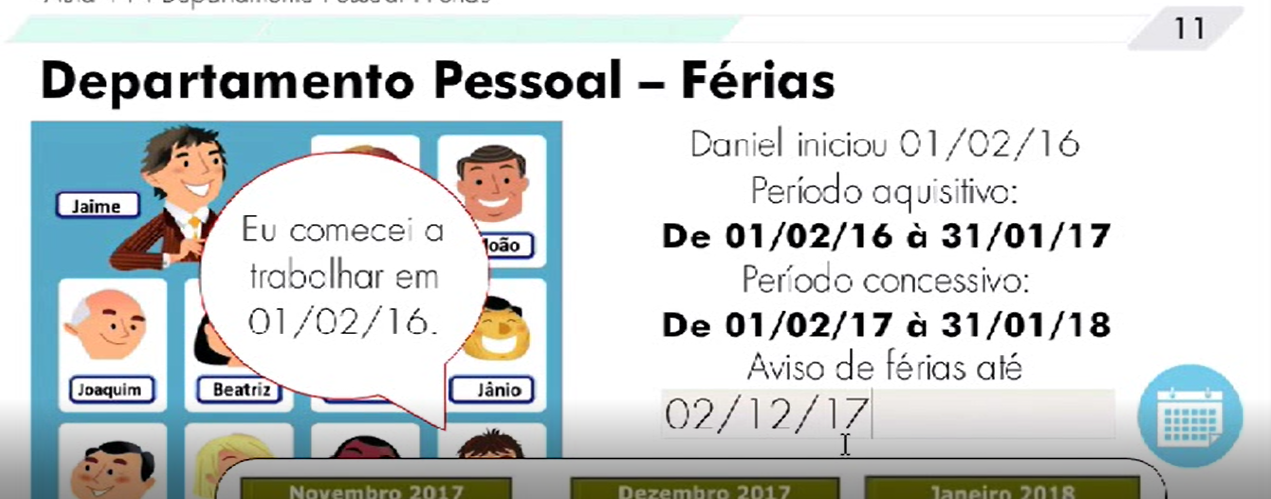 11
Departamento Pessoal – Férias
Jaime
Eu comecei a
trabalhar em
01/02/16.
João
Joaquim
Beatriz
Jânio
Daniel iniciou 01/02/16
Período aquisitivo:
De 01/02/16 à 31/01/17
Período concessivo:
De 01/02/17 à 31/01/18
Aviso de férias até
02/12/17
Novembro 2017
Dezembro 2017
Janeiro 2018